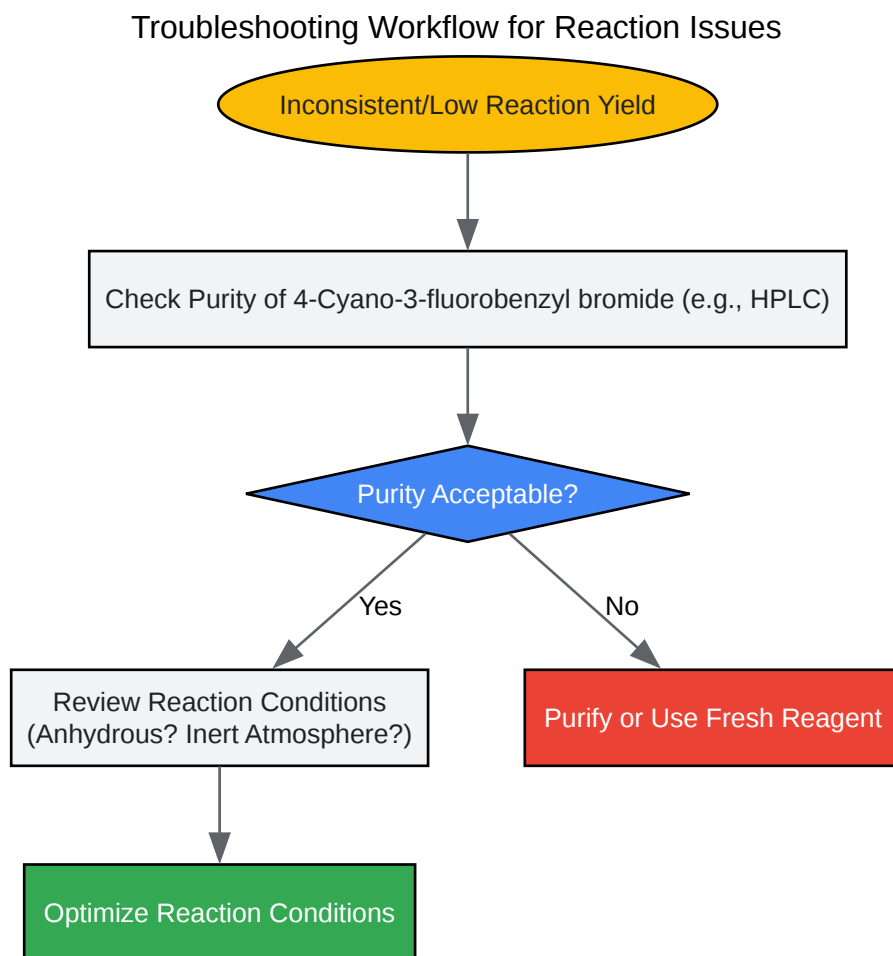 Troubleshooting Workflow for Reaction Issues
Inconsistent/Low Reaction Yield
Check Purity of 4-Cyano-3-fluorobenzyl bromide (e.g., HPLC)
Purity Acceptable?
Yes
No
Review Reaction Conditions
(Anhydrous? Inert Atmosphere?)
Purify or Use Fresh Reagent
Optimize Reaction Conditions